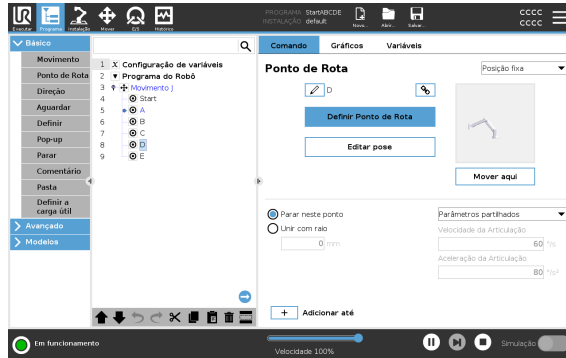 UR
PROGRAMA StartABCDE
INSTALAÇÃO default
Executar Programa Instalação Mover E/S Histórico
Nova... Abrir... Salvar...
CCCC
CCCC
Básico
Movimento
Ponto de Rota
Direção
Aguardar
Definir
Pop-up
Parar
Comentário
Pasta
Definir a
carga útil
Avançado
Modelos
1 X Configuração de variáveis
2 Programa do Robô
3 Movimento J
4 Start
5 A
6 B
7 C
8 D
9 E
Comando Gráficos Variáveis
Ponto de Rota
Posição fixa
D
Definir Ponto de Rota
Editar pose
Mover aqui
Parar neste ponto
Unir com raio
0 mm
Parâmetros partilhados
Velocidade da Articulação
60 °/s
Aceleração da Articulação
80 °/s²
+ Adicionar até
Em funcionamento
Velocidade 100%
Simulação